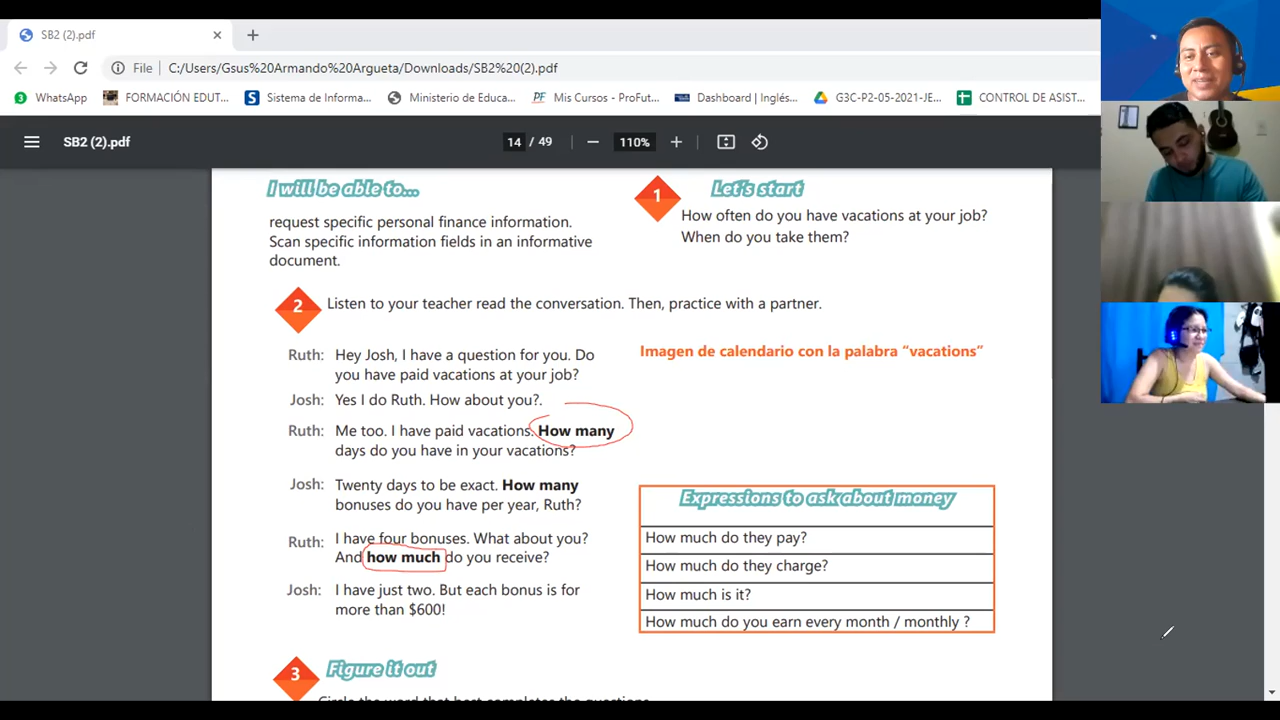 SB2 (2).pdf
File
C:/Users/Gsus%20Armando%20Argueta/Downloads/SB2%20(2).pdf
3 WhatsApp
FORMACIÓN EDUT...
S Sistema de Informa...
Ministerio de Educa...
PF Mis Cursos - ProFut...
Dashboard | Inglés...
G3C-P2-05-2021-JE...
CONTROL DE ASIST...
SB2 (2).pdf
14 / 49
110%
I will be able to...
request specific personal finance information.
Scan specific information fields in an informative
document.
1 Let's start
How often do you have vacations at your job?
When do you take them?
2 Listen to your teacher read the conversation. Then, practice with a partner.
Ruth: Hey Josh, I have a question for you. Do
you have paid vacations at your job?
Josh: Yes I do Ruth. How about you?.
Ruth: Me too. I have paid vacations. How many
days do you have in your vacations?
Josh: Twenty days to be exact. How many
bonuses do you have per year, Ruth?
Ruth: I have four bonuses. What about you?
And how much do you receive?
Josh: I have just two. But each bonus is for
more than $600!
Imagen de calendario con la palabra “vacations”
Expressions to ask about money
How much do they pay?
How much do they charge?
How much is it?
How much do you earn every month / monthly ?
3 Figure it out
Circle the word that best completes the questions